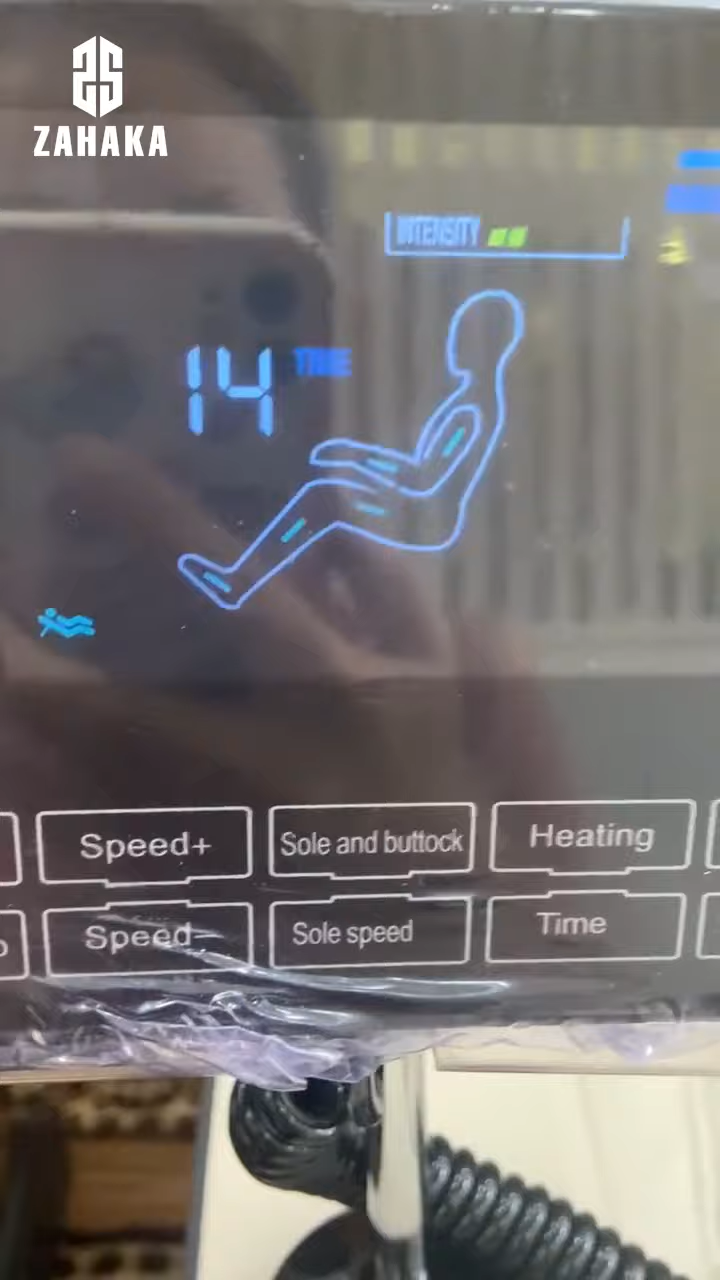 ZAHAKA
INTENSITY
14 TIME
Speed+
Sole and buttock
Heating
Speed-
Sole speed
Time